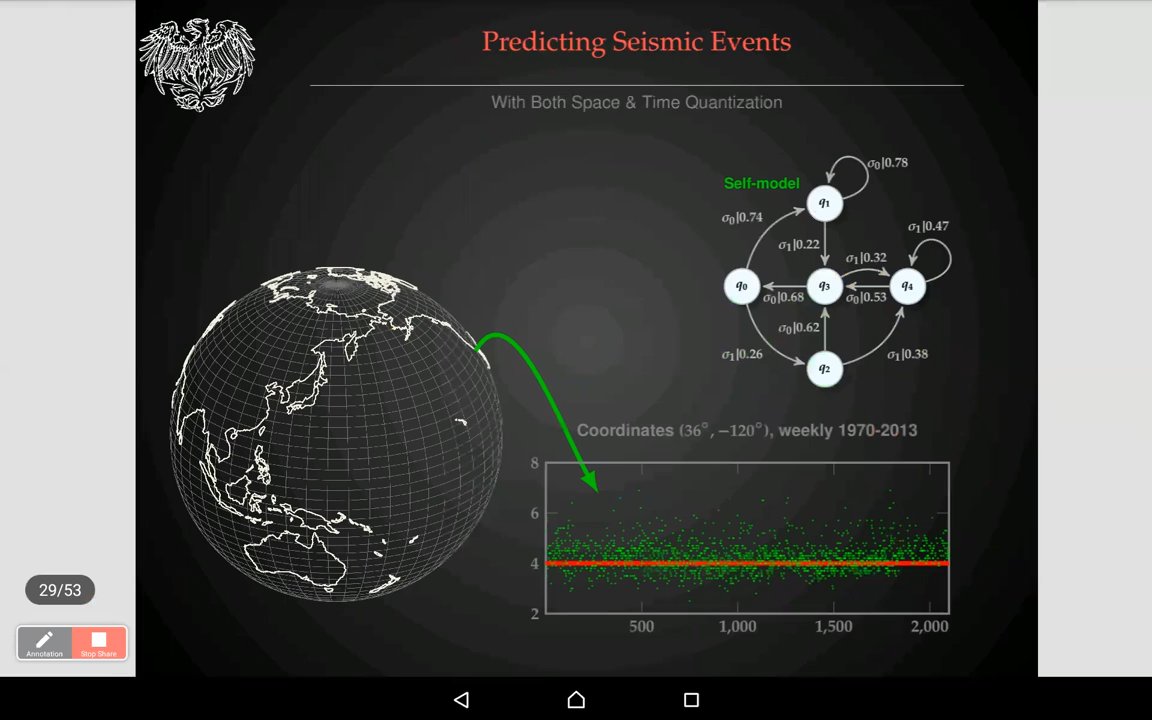 Predicting Seismic Events
With Both Space & Time Quantization
σ0|0.78
Self-model
q1
σ0|0.74
σ1|0.47
σ1|0.22
σ1|0.32
q0
q3
q4
σ0|0.68
σ0|0.53
σ0|0.62
σ1|0.26
σ1|0.38
q2
Coordinates (36°, −120°), weekly 1970-2013
8
6
4
2
500
1,000
1,500
2,000
29/53
Annotation
Stop Share